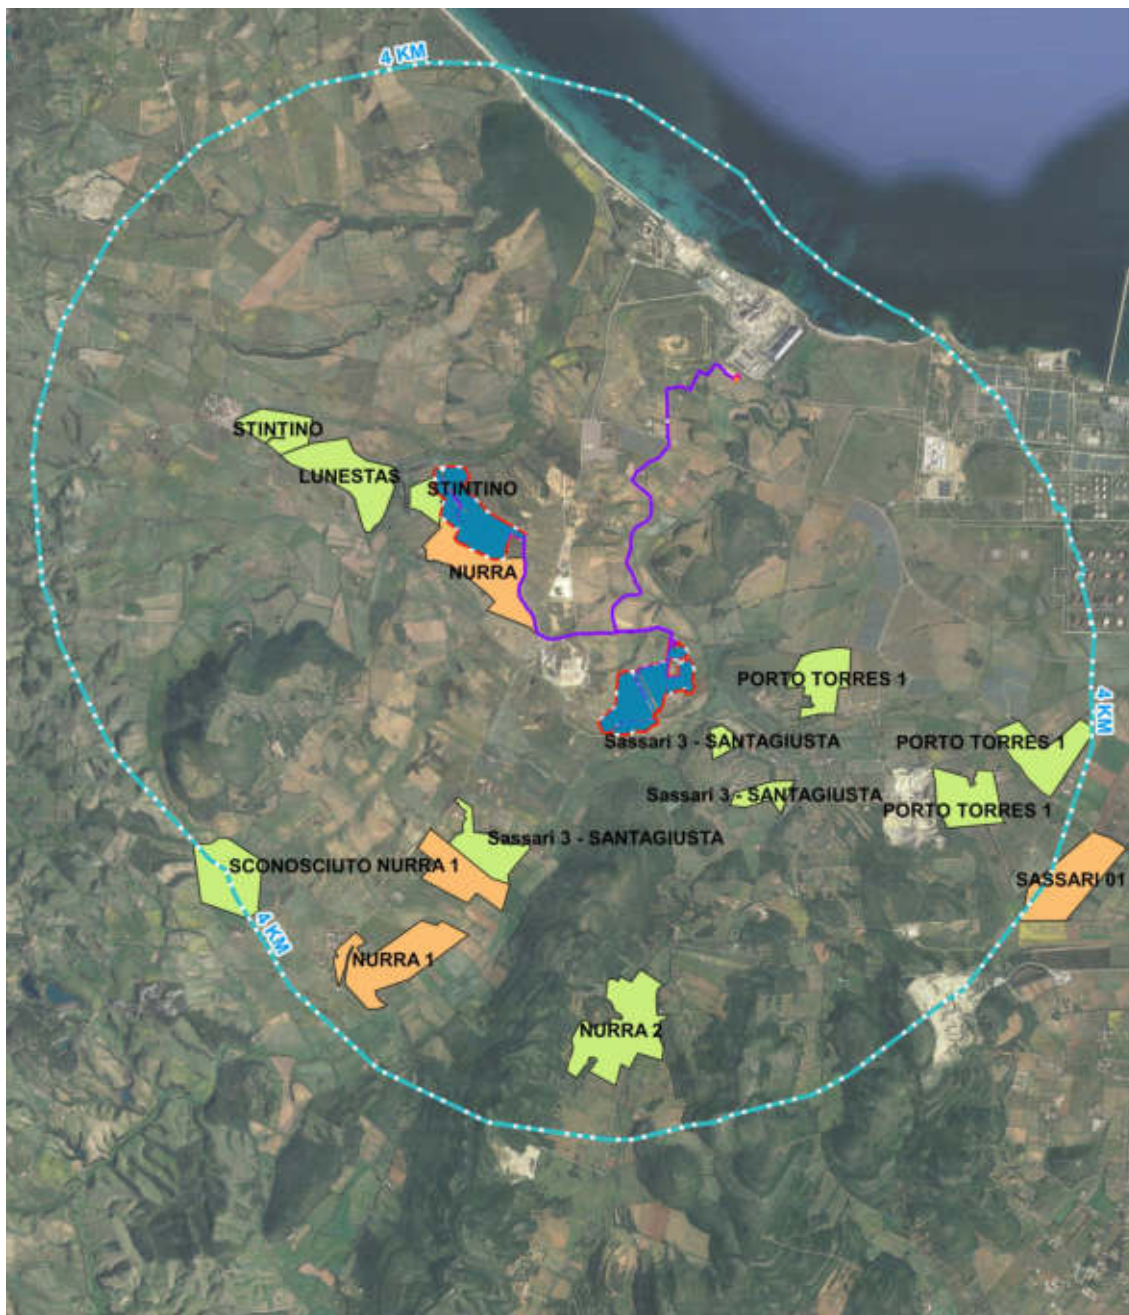 4 KM
STINTINO
LUNESTAS
STINTINO
NURRA
PORTO TORRES 1
4 KM
Sassari 3 - SANTAGIUSTA
PORTO TORRES 1
Sassari 3 - SANTAGIUSTA
PORTO TORRES 1
Sassari 3 - SANTAGIUSTA
SCONOSCIUTO NURRA 1
SASSARI 01
4 KM
NURRA 1
NURRA 2